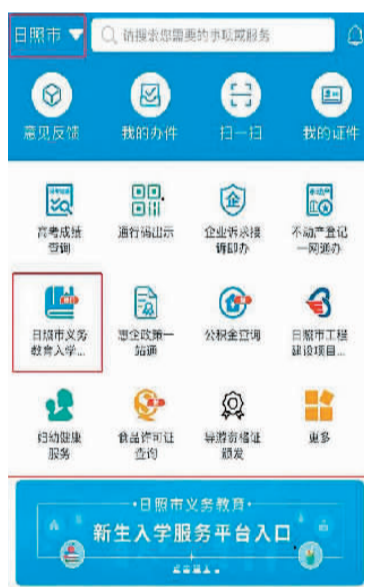 日照市
请搜索您需要的事项或服务
意见反馈
我的办件
扫一扫
我的证件
高考成绩
查询
通行码出示
企业诉求接
诉即办
不动产登记
一网通办
日照市义务
教育入学...
惠企政策一
站通
公积金查询
日照市工程
建设项目...
妇幼健康
服务
食品许可证
查询
导游资格证
颁发
更多
·日照市义务教育·
新生入学服务平台入口